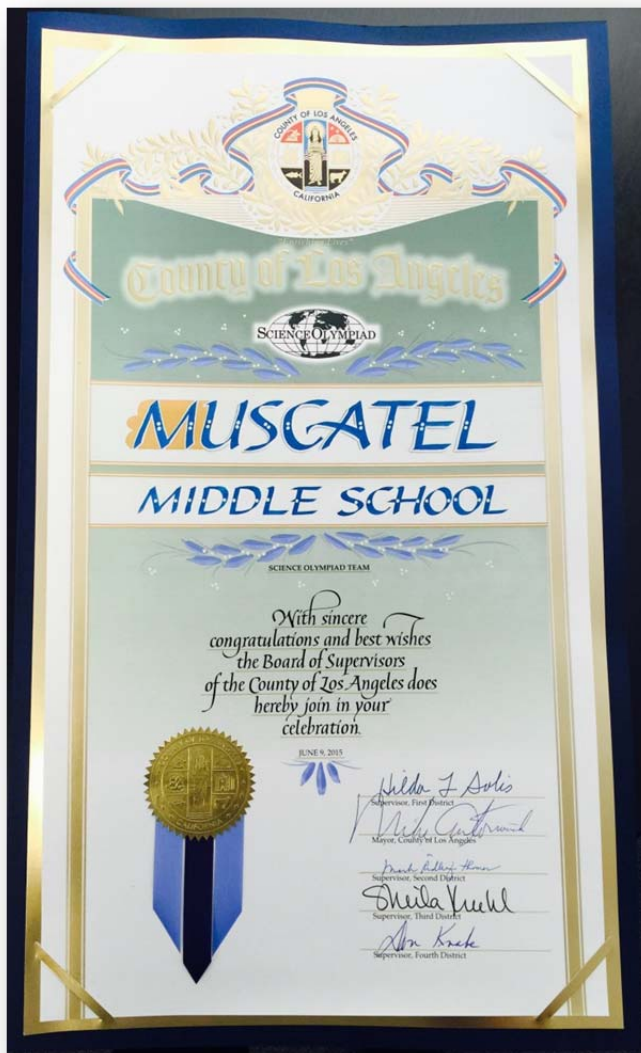 COUNTY OF LOS ANGELES
CALIFORNIA
"Enriching Lives"
County of Los Angeles
SCIENCE OLYMPIAD
MUSCATEL
MIDDLE SCHOOL
SCIENCE OLYMPIAD TEAM
With sincere
congratulations and best wishes
the Board of Supervisors
of the County of Los Angeles does
hereby join in your
celebration.
JUNE 9, 2015
Hilda L Solis
Supervisor, First District
Mayor, County of Los Angeles
Supervisor, Second District
Sheila Kuehl
Supervisor, Third District
Don Knabe
Supervisor, Fourth District